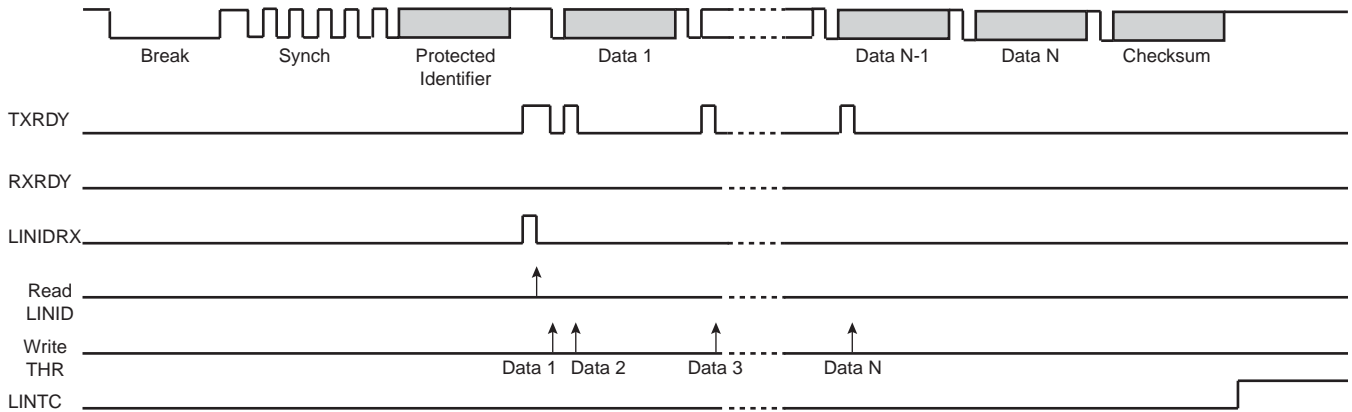 Break
Synch
Protected
Identifier
Data 1
Data N-1
Data N
Checksum
TXRDY
RXRDY
LINIDRX
Read
LINID
Write
THR
Data 1
Data 2
Data 3
Data N
LINTC